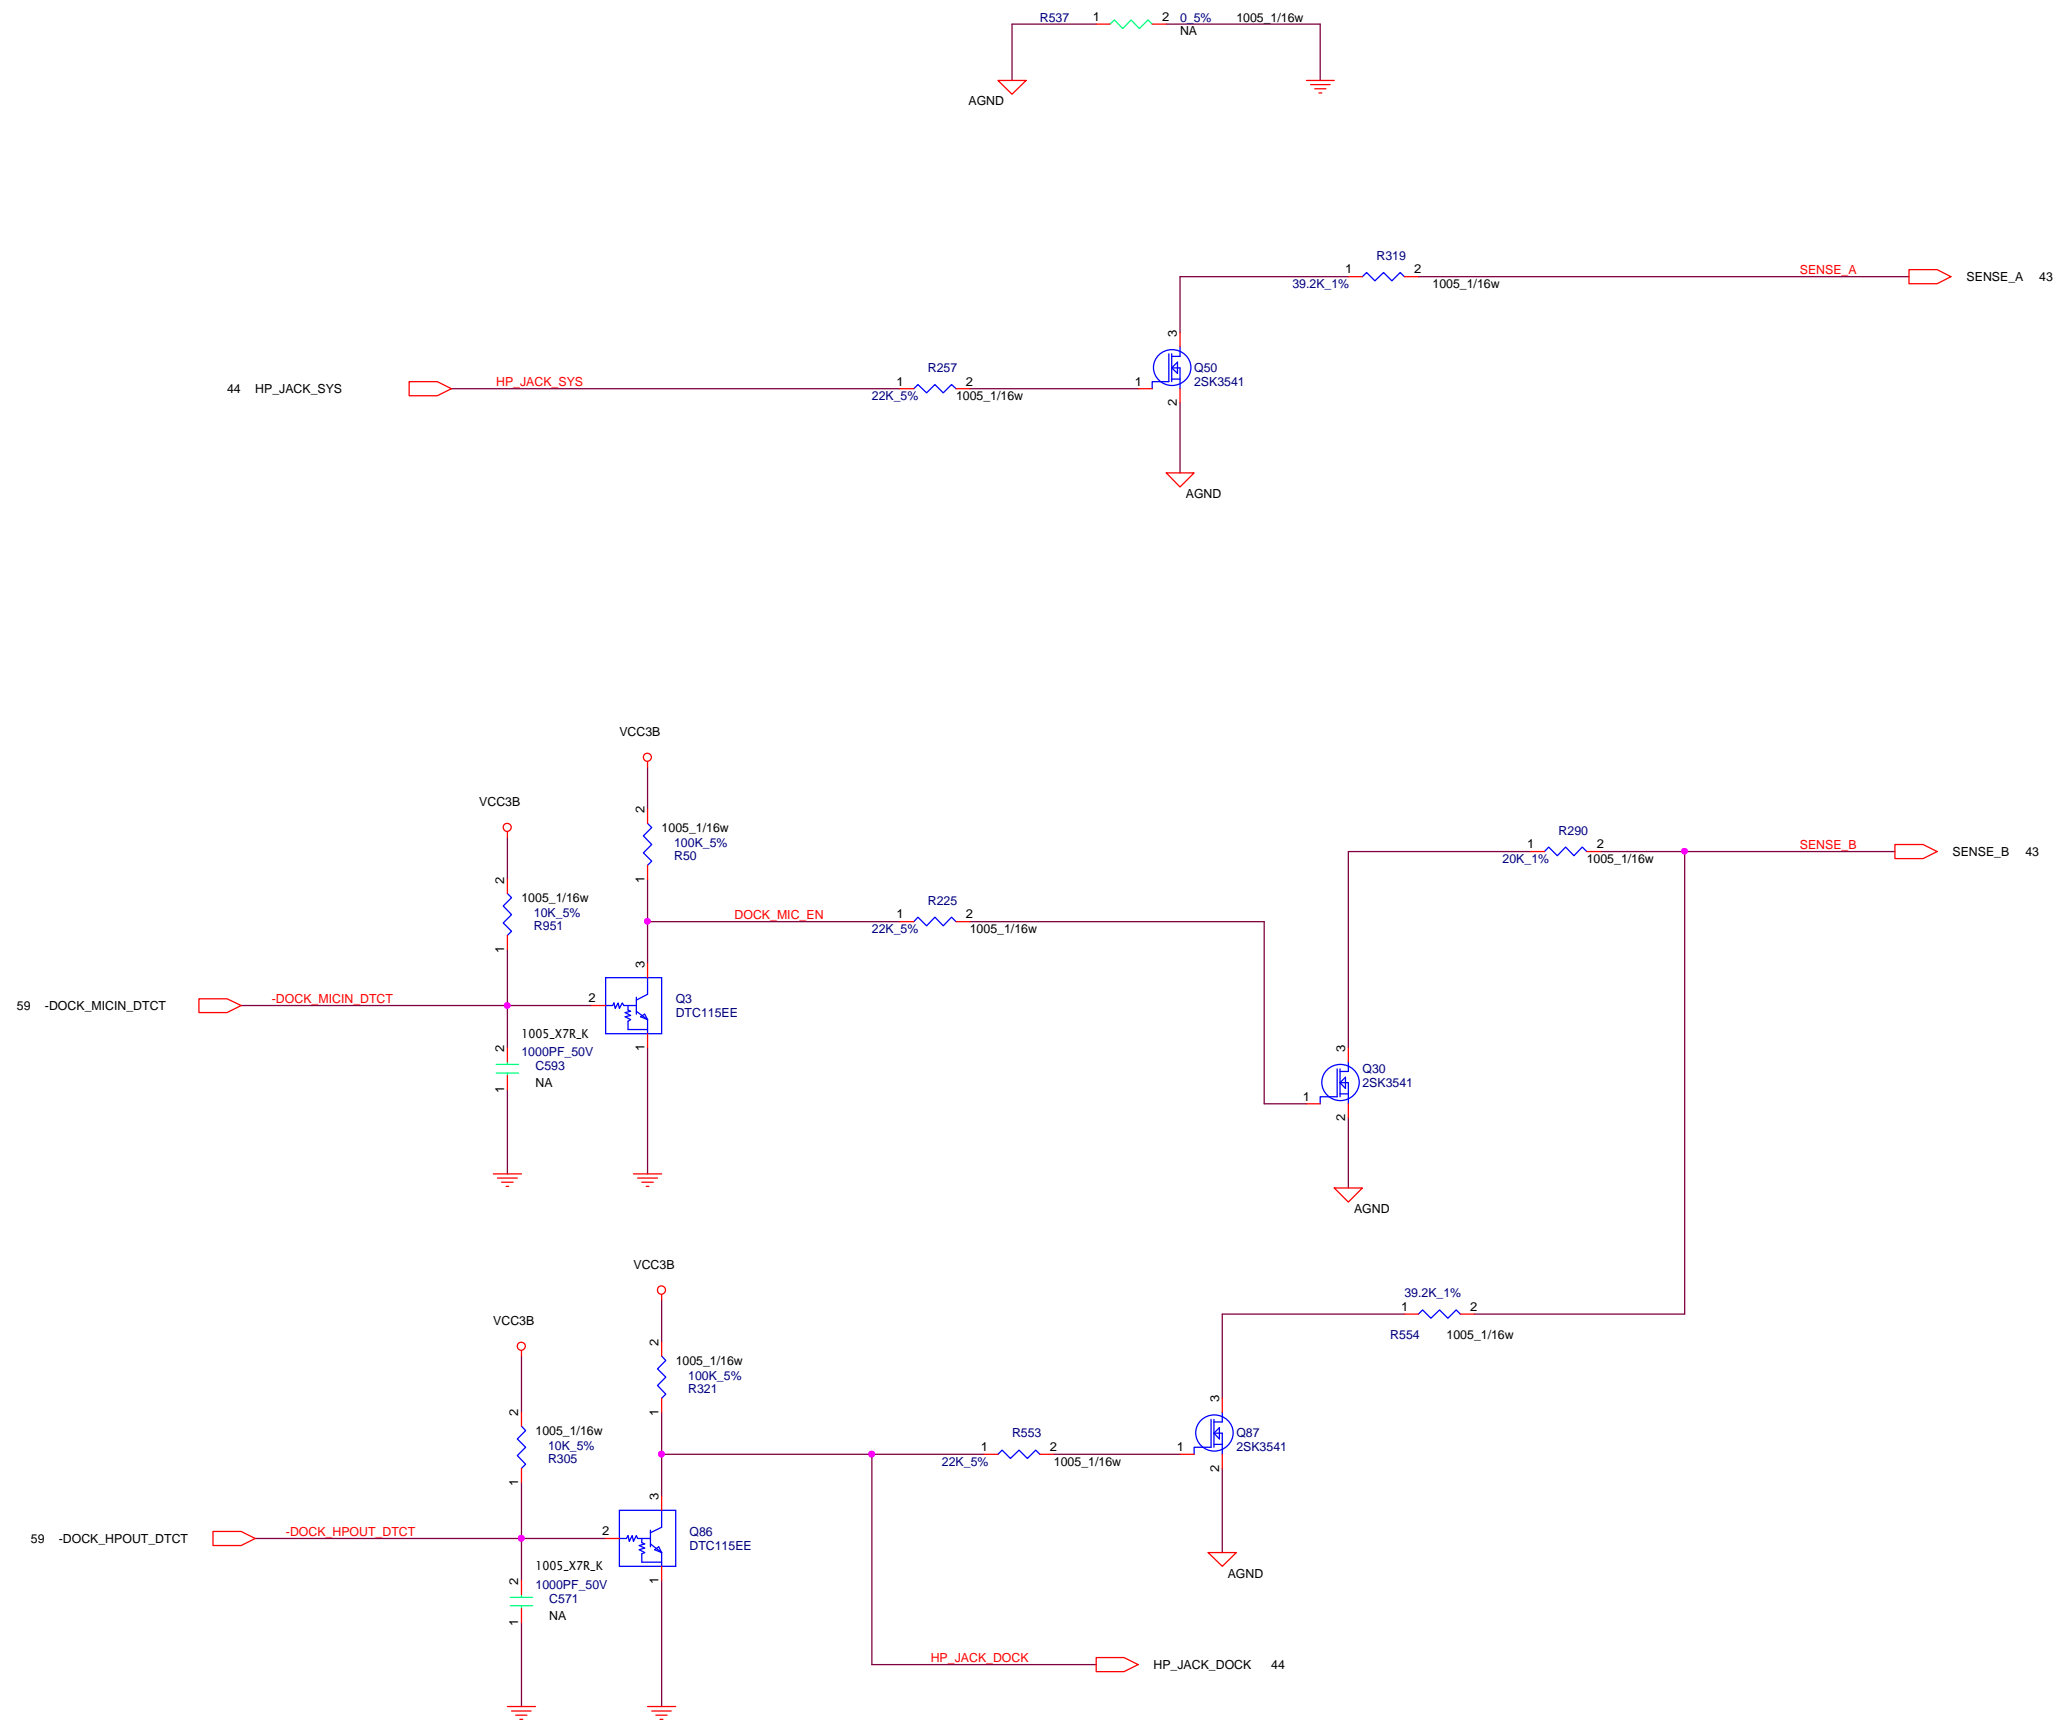 R537 1 2 0_5% 1005_1/16w
NA
AGND
R319
1 2 SENSE_A
39.2K_1% 1005_1/16w SENSE_A 43
3
R257 Q50
44 HP_JACK_SYS HP_JACK_SYS 1 2 1 2SK3541
22K_5% 1005_1/16w
2
AGND
VCC3B
VCC3B
2
1005_1/16w
100K_5%
R50
1
R290
1 2 SENSE_B
20K_1% 1005_1/16w SENSE_B 43
2
1005_1/16w
10K_5%
R951
1
R225
DOCK_MIC_EN 1 2
22K_5% 1005_1/16w
3
59 -DOCK_MICIN_DTCT -DOCK_MICIN_DTCT 2 Q3
DTC115EE
1005_X7R_K
2 1
1000PF_50V
C593
1 NA
3
Q30
2SK3541
1
2
AGND
VCC3B
VCC3B
2
1005_1/16w
100K_5%
R321
1
39.2K_1%
1 2
R554 1005_1/16w
2
1005_1/16w
10K_5%
R305
1
3
R553 Q87
1 2 1 2SK3541
22K_5% 1005_1/16w
2
3
59 -DOCK_HPOUT_DTCT -DOCK_HPOUT_DTCT 2 Q86
DTC115EE
1005_X7R_K
2 1
1000PF_50V
C571
1 NA
AGND
HP_JACK_DOCK HP_JACK_DOCK 44